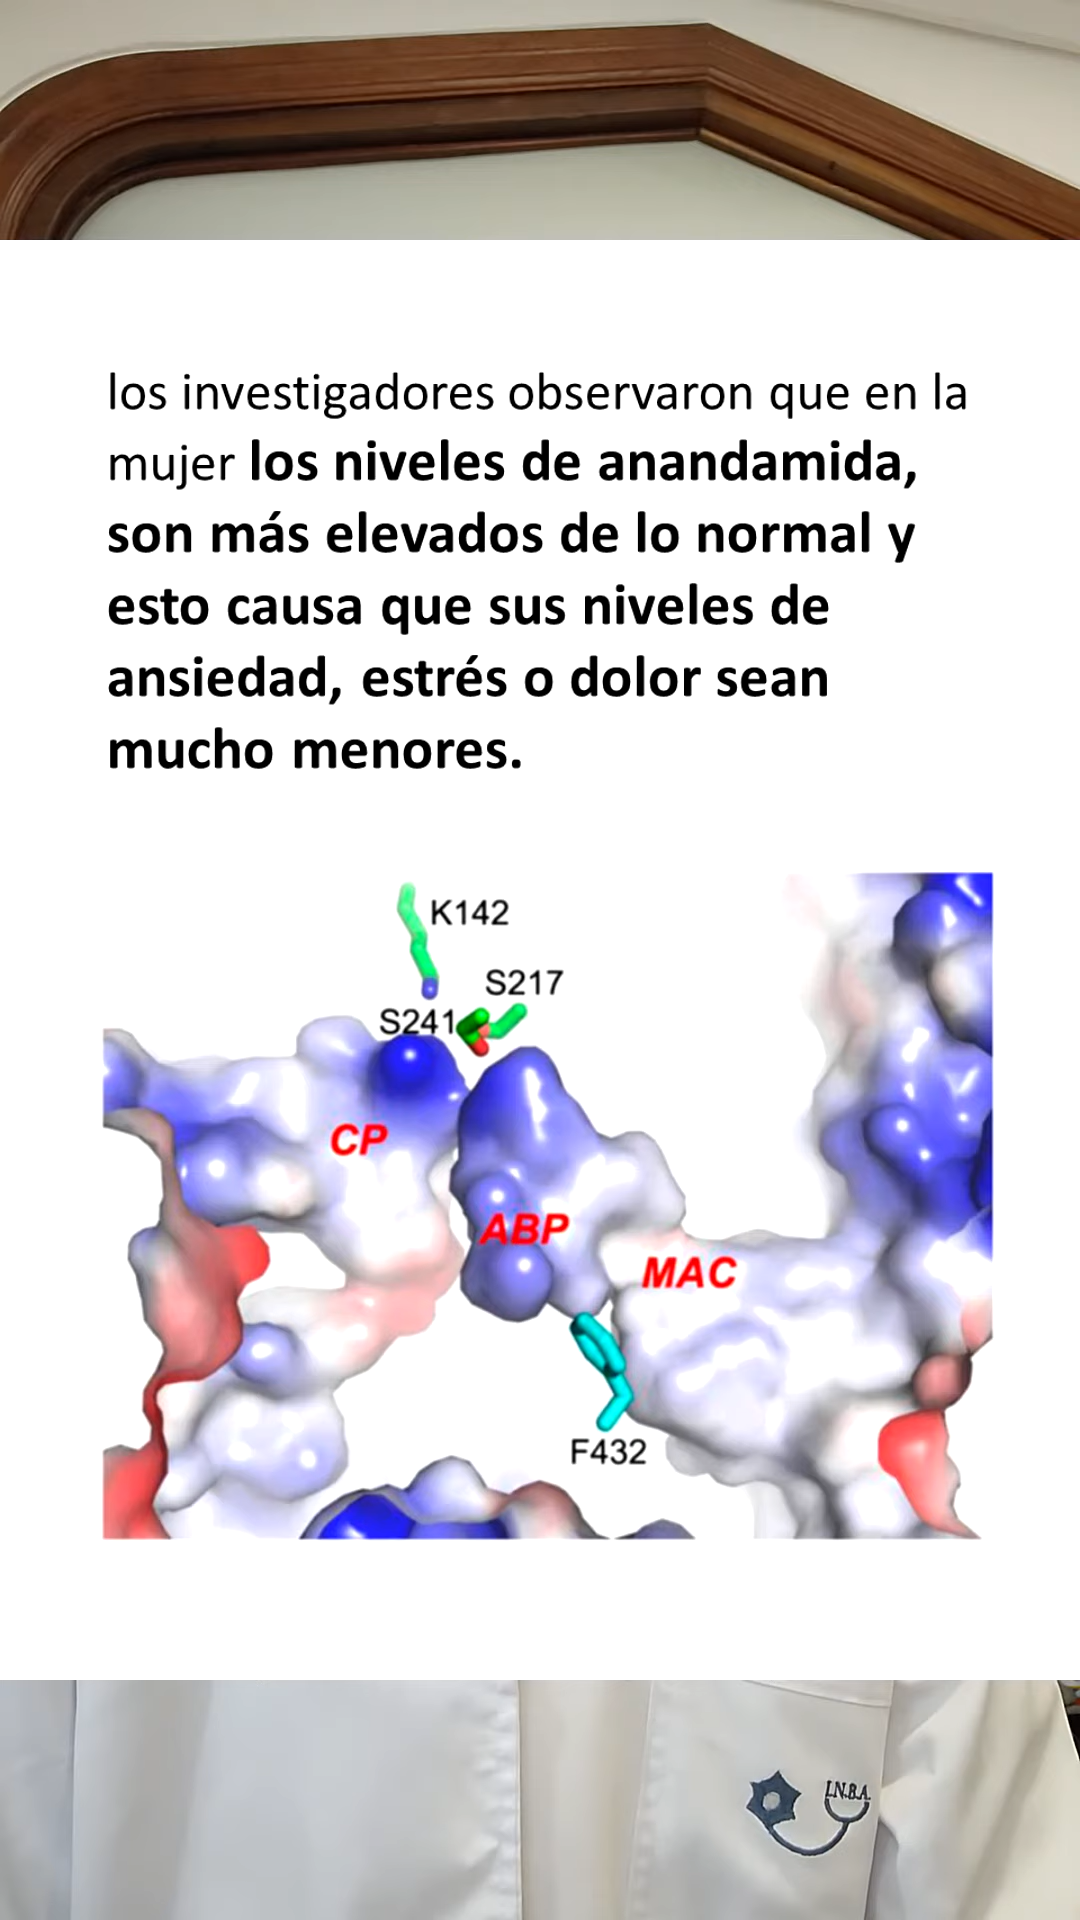 los investigadores observaron que en la
mujer los niveles de anandamida,
son más elevados de lo normal y
esto causa que sus niveles de
ansiedad, estrés o dolor sean
mucho menores.
K142
S217
S241
CP
ABP
MAC
F432
I.N.B.A.